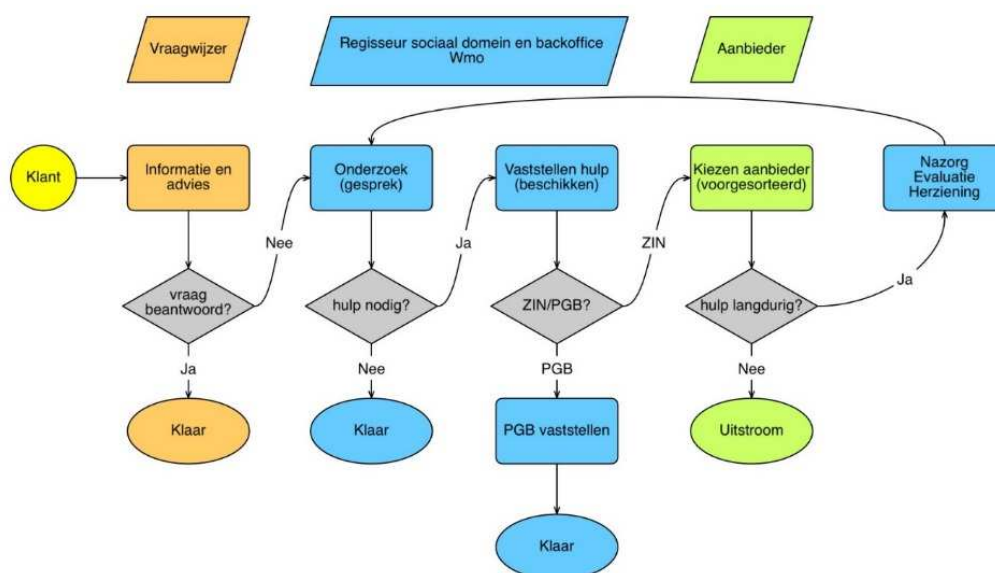 Vraagwijzer
Regisseur sociaal domein en backoffice
Wmo
Aanbieder
Klant
Informatie en
advies
Onderzoek
(gesprek)
Vaststellen hulp
(beschikken)
Kiezen aanbieder
(voorgesorteerd)
Nazorg
Evaluatie
Herziening
Nee
Ja
ZIN
Ja
vraag
beantwoord?
hulp nodig?
ZIN/PGB?
hulp langdurig?
Ja
Nee
PGB
Nee
Klaar
Klaar
PGB vaststellen
Uitstroom
Klaar